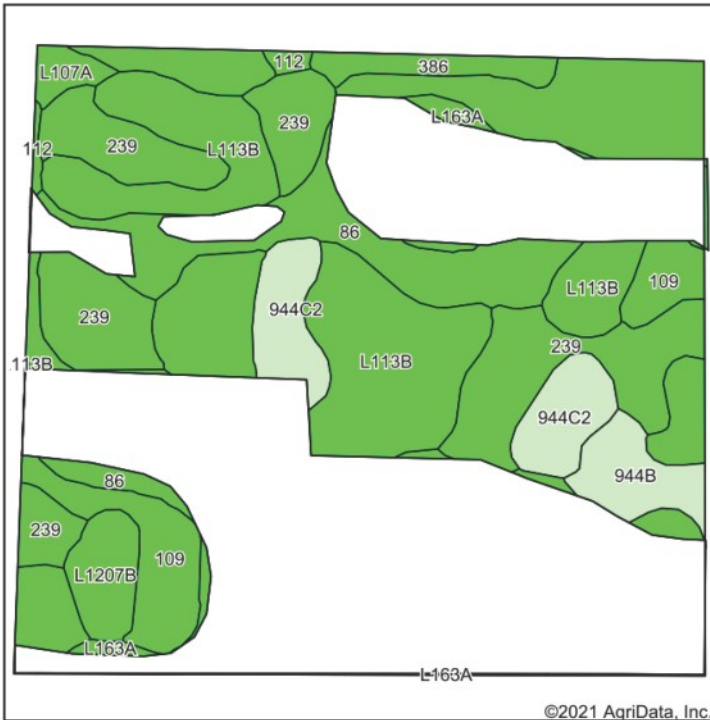 112
386
L107A
L163A
239
112
239
L113B
86
L113B
109
944C2
239
239
.113B
L113B
944C2
944B
86
239
109
L1207B
L163A
L163A
©2021 AgriData, Inc.